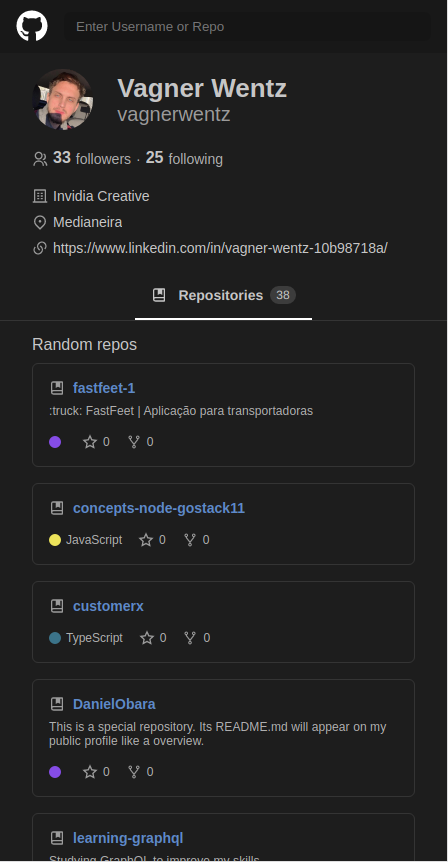 Enter Username or Repo
Vagner Wentz
vagnerwentz
33 followers · 25 following
Invidia Creative
Medianeira
https://www.linkedin.com/in/vagner-wentz-10b98718a/
Repositories 38
Random repos
fastfeet-1
:truck: FastFeet | Aplicação para transportadoras
0 0
concepts-node-gostack11
JavaScript 0 0
customerx
TypeScript 0 0
DanielObara
This is a special repository. Its README.md will appear on my
public profile like a overview.
0 0
learning-graphql
Studying GraphQL to improve my skills